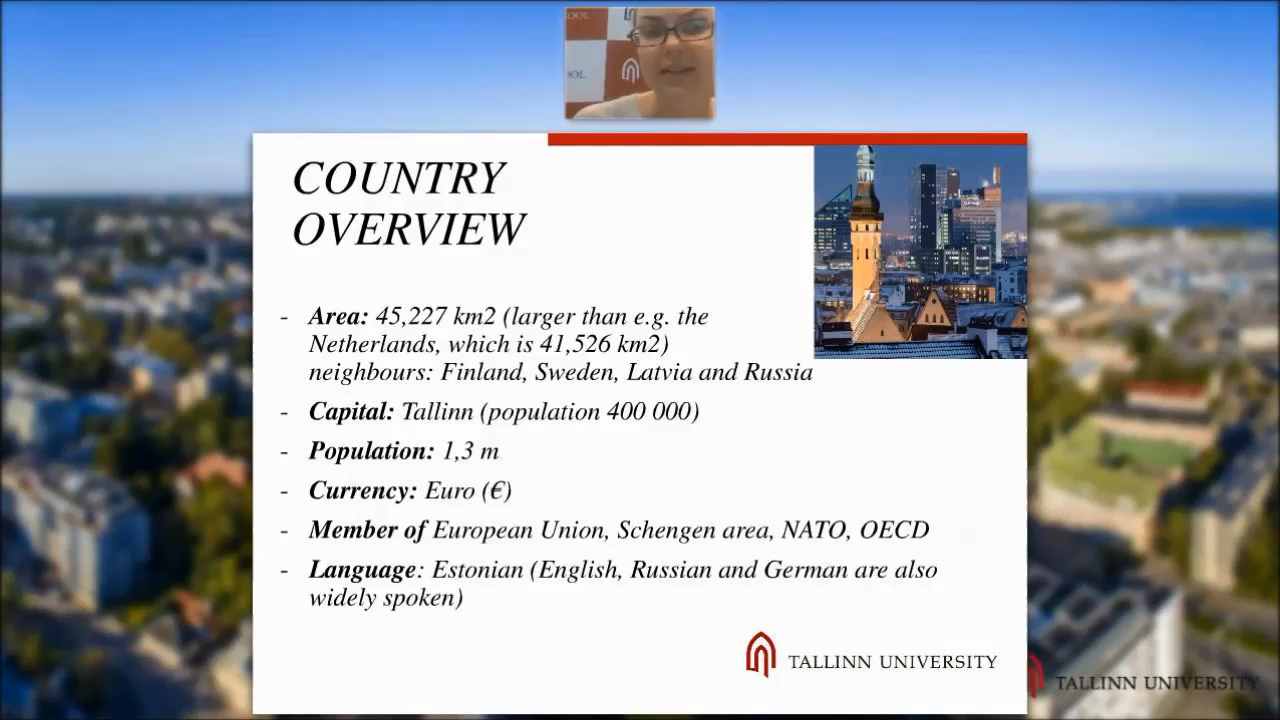 OOL
OOL
COUNTRY
OVERVIEW
- Area: 45,227 km2 (larger than e.g. the
Netherlands, which is 41,526 km2)
neighbours: Finland, Sweden, Latvia and Russia
- Capital: Tallinn (population 400 000)
- Population: 1,3 m
- Currency: Euro (€)
- Member of European Union, Schengen area, NATO, OECD
- Language: Estonian (English, Russian and German are also
widely spoken)
TALLINN UNIVERSITY
TALLINN UNIVERSITY